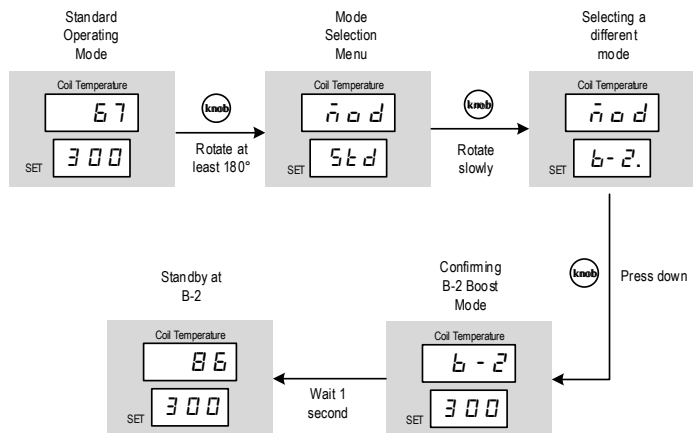 Standard
Operating
Mode
Mode
Selection
Menu
Selecting a
different
mode
Coil Temperature
67
SET
300
knob
Rotate at
least 180°
Coil Temperature
n̄od
SET
Std
knob
Rotate
slowly
Coil Temperature
n̄od
SET
b-2.
knob
Press down
Confirming
B-2 Boost
Mode
Coil Temperature
b-2
SET
300
Wait 1
second
Standby at
B-2
Coil Temperature
86
SET
300